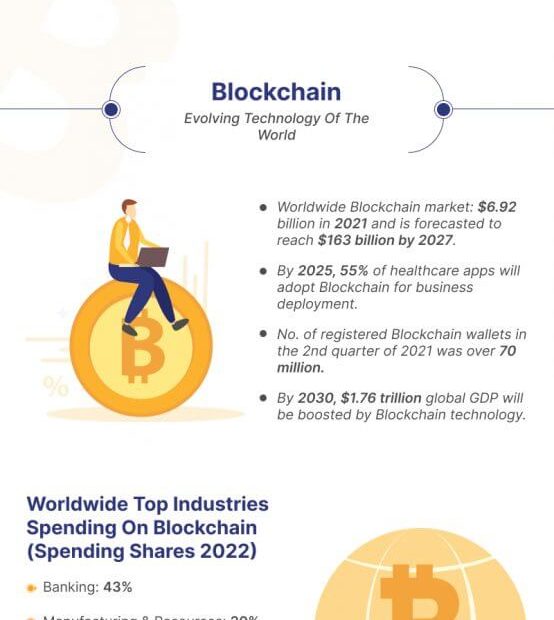 Blockchain
Evolving Technology Of The
World
Worldwide Blockchain market: $6.92
billion in 2021 and is forecasted to
reach $163 billion by 2027.
By 2025, 55% of healthcare apps will
adopt Blockchain for business
deployment.
No. of registered Blockchain wallets in
the 2nd quarter of 2021 was over 70
million.
By 2030, $1.76 trillion global GDP will
be boosted by Blockchain technology.
%
Worldwide Top Industries
Spending On Blockchain
(Spending Shares 2022)
Banking: 43%
Manufacturing & Resources: